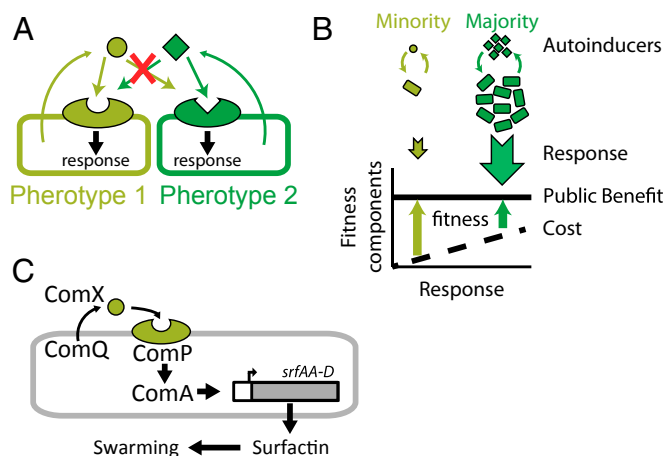 A
response
response
Pherotype 1
Pherotype 2
B
Minority
Majority
Autoinducers
Response
Public Benefit
fitness
Cost
Fitness
components
Response
C
ComX
ComQ
ComP
ComA
srfAA-D
Swarming
Surfactin